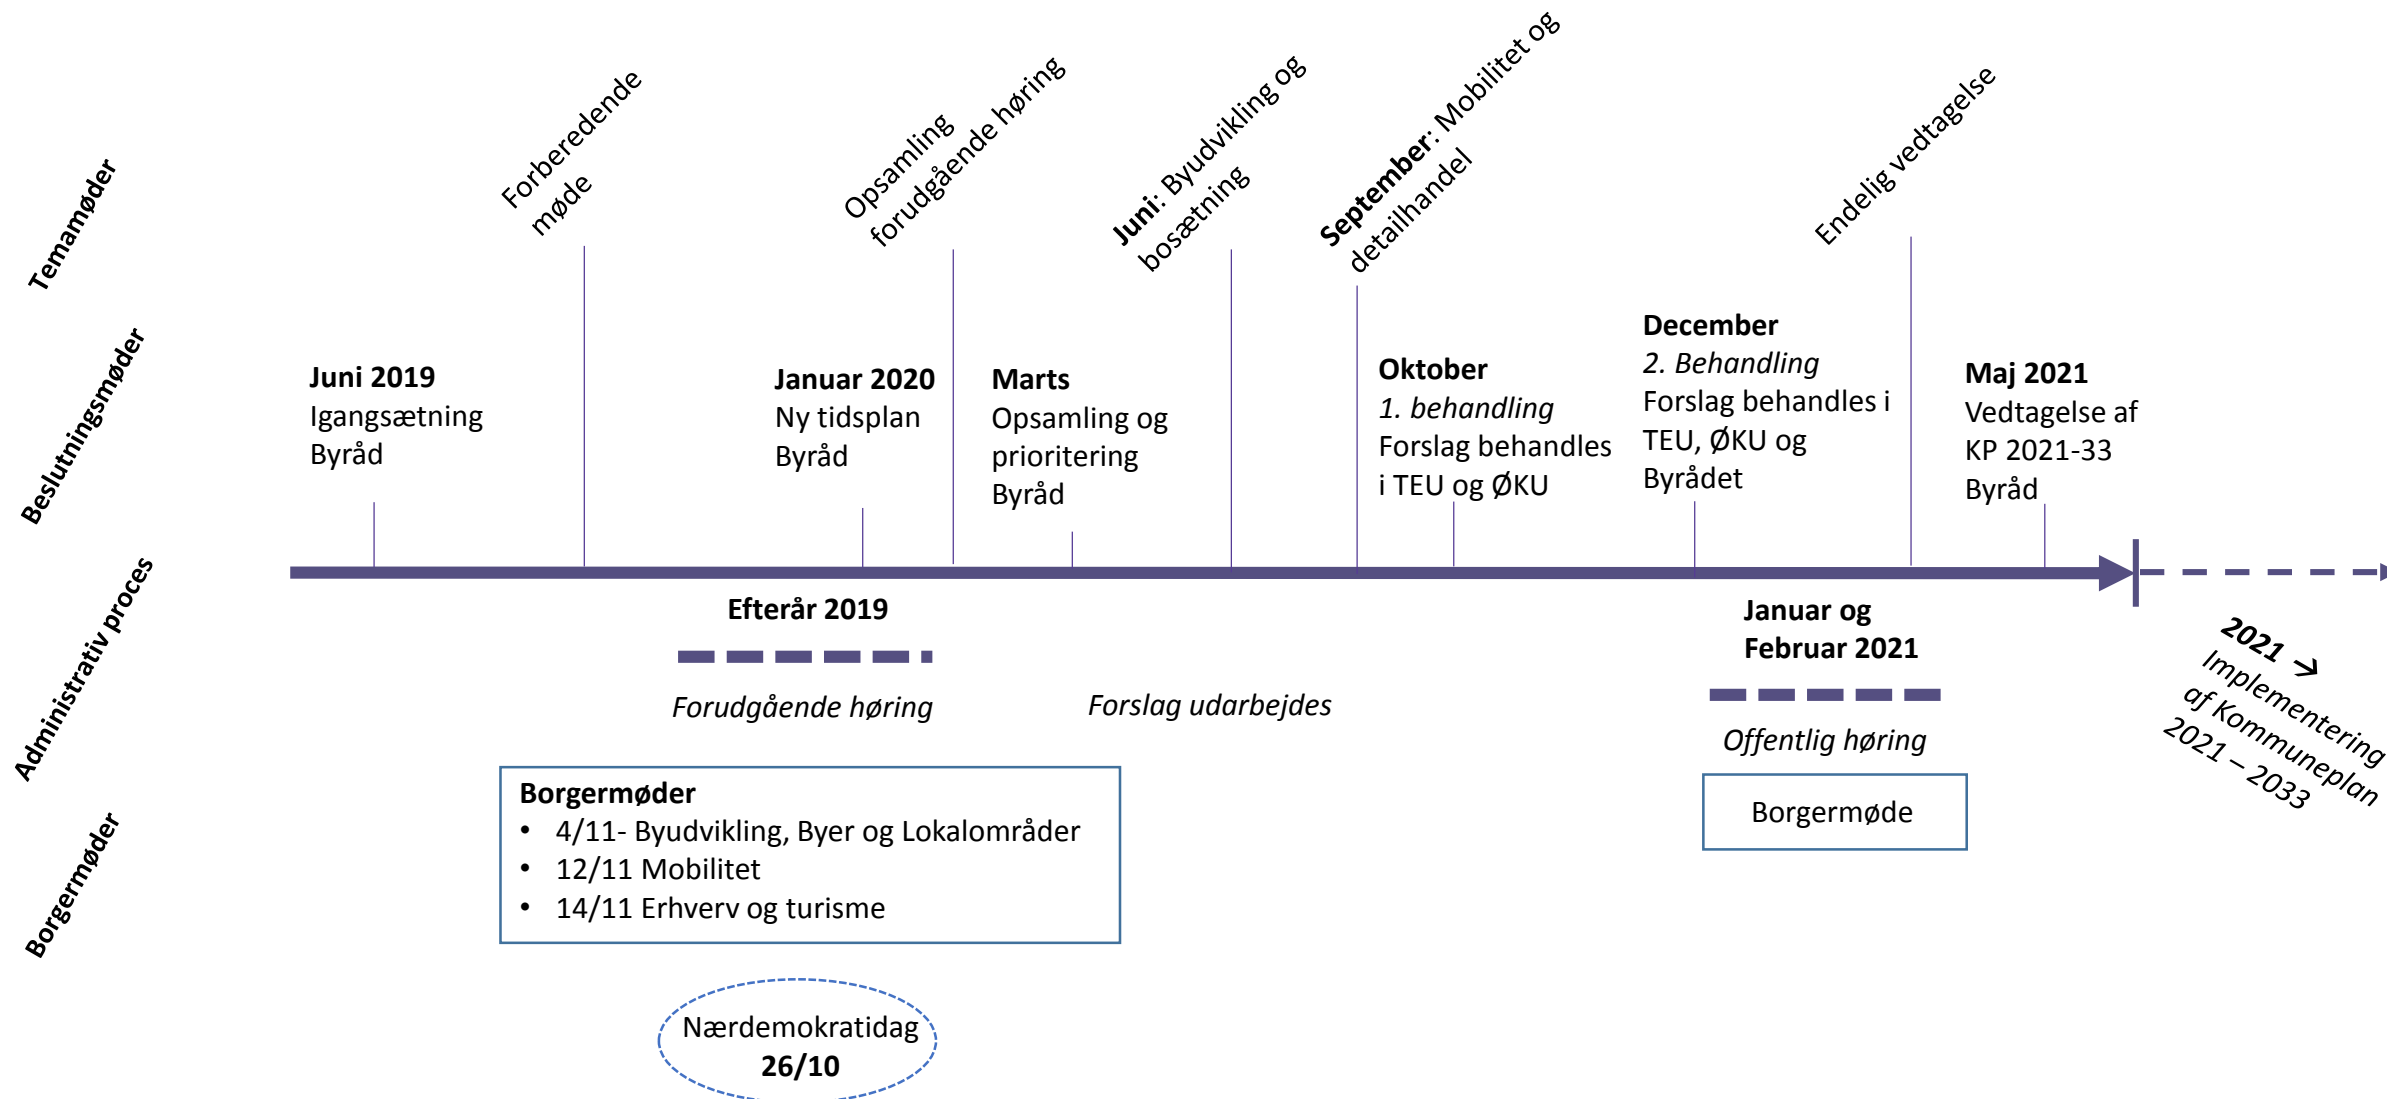 Temamøder
Forberedende
møde
Opsamling
forudgående høring
Juni: Byudvikling og
bosætning
September: Mobilitet og
detailhandel
Endelig vedtagelse
Beslutningsmøder
Juni 2019
Igangsætning
Byråd
Januar 2020
Ny tidsplan
Byråd
Marts
Opsamling og
prioritering
Byråd
Oktober
1. behandling
Forslag behandles
i TEU og ØKU
December
2. Behandling
Forslag behandles i
TEU, ØKU og
Byrådet
Maj 2021
Vedtagelse af
KP 2021-33
Byråd
Administrativ proces
Efterår 2019
Forudgående høring
Forslag udarbejdes
Januar og
Februar 2021
Offentlig høring
2021 →
Implementering
af Kommuneplan
2021 – 2033
Borgermøder
Borgermøder
• 4/11- Byudvikling, Byer og Lokalområder
• 12/11 Mobilitet
• 14/11 Erhverv og turisme
Borgermøde
Nærdemokratidag
26/10